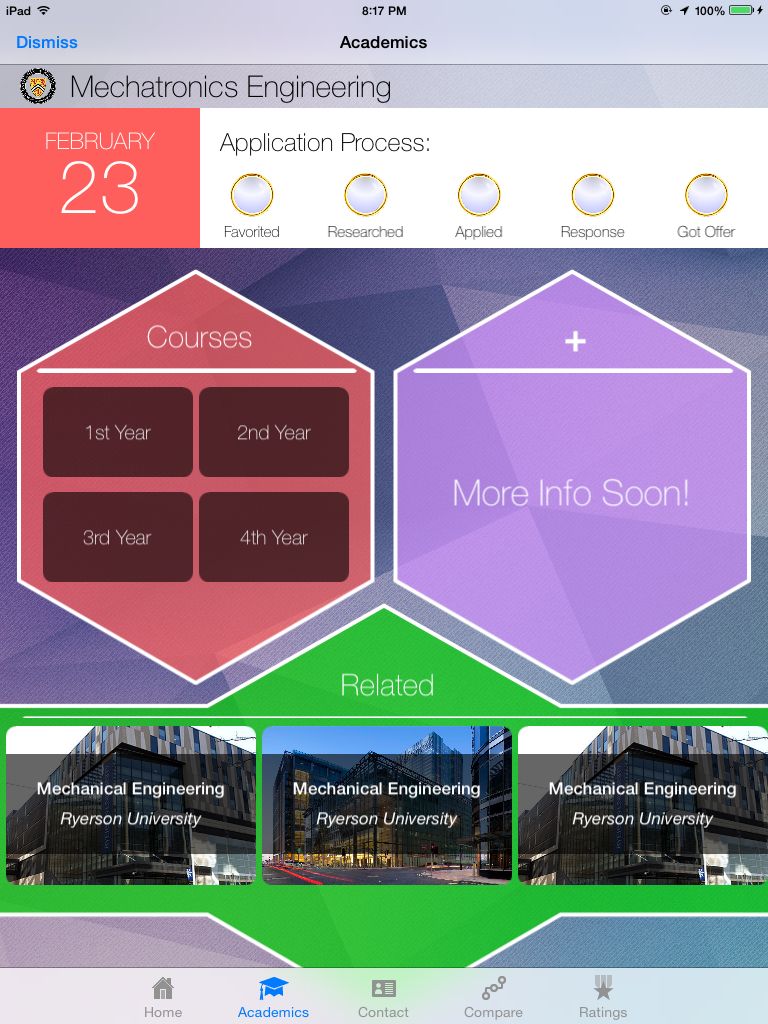 iPad 8:17 PM 100%
Dismiss Academics
Mechatronics Engineering
FEBRUARY
23
Application Process:
Favorited Researched Applied Response Got Offer
Courses
1st Year 2nd Year
3rd Year 4th Year
+
More Info Soon!
Related
Mechanical Engineering Mechanical Engineering Mechanical Engineering
Ryerson University Ryerson University Ryerson University
Home Academics Contact Compare Ratings